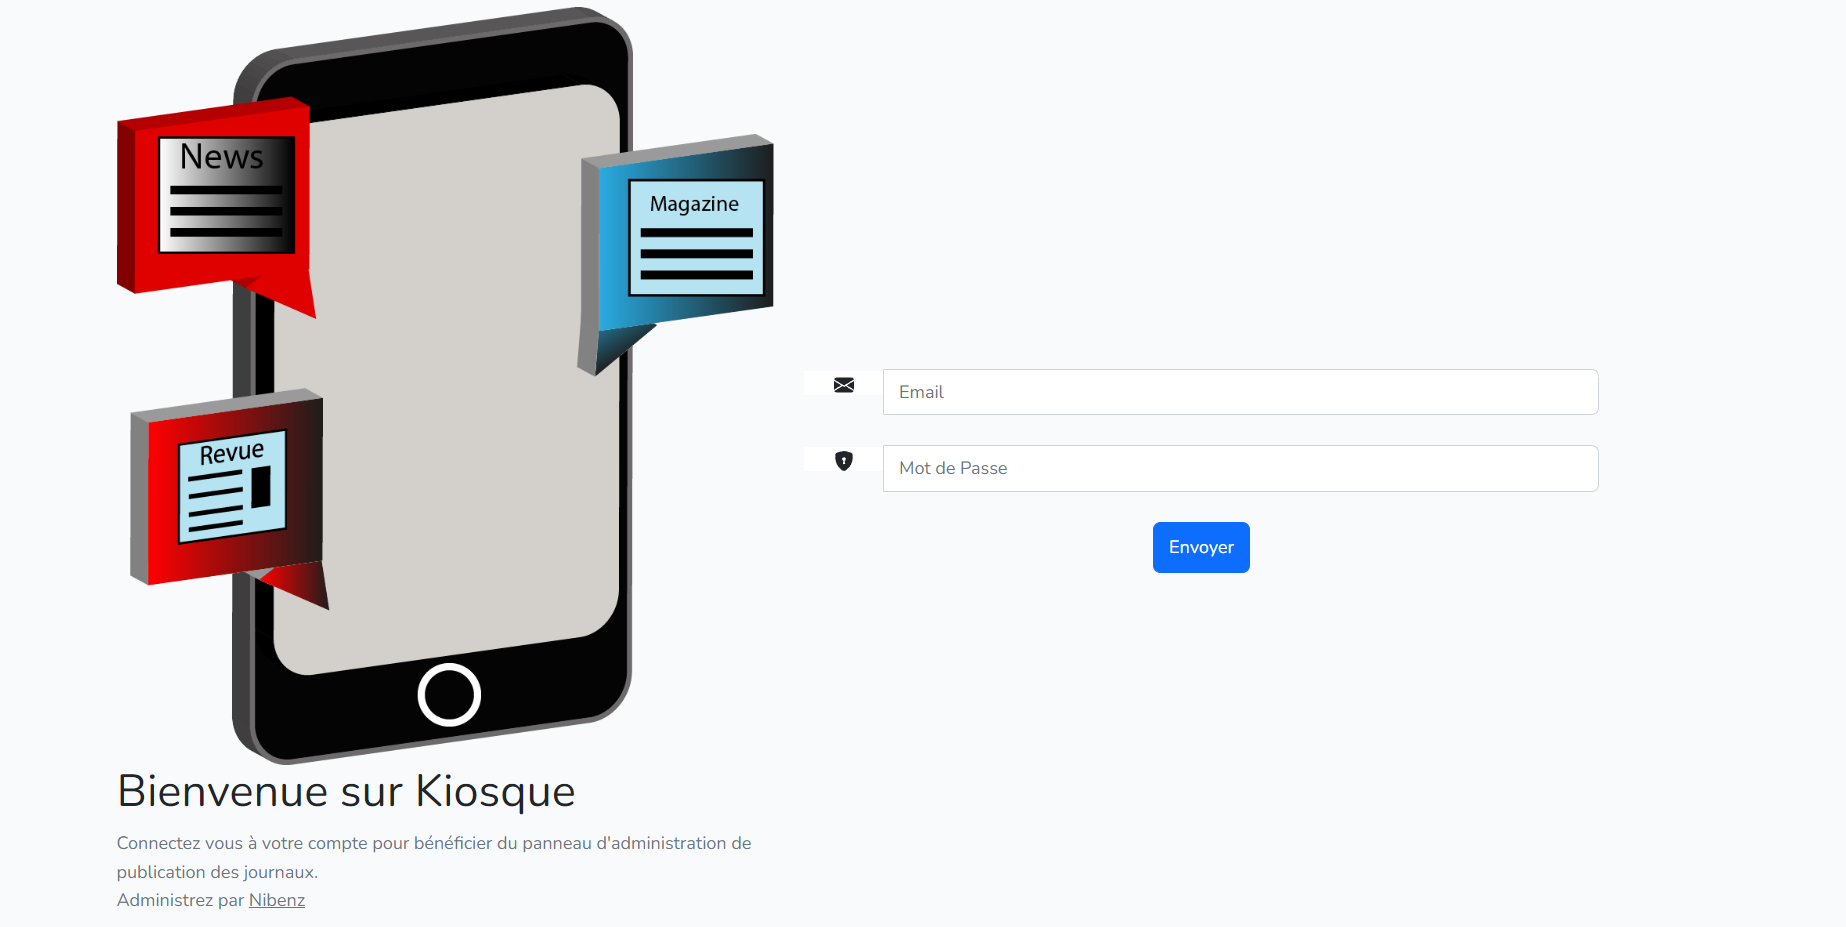 News
Magazine
Revue
Email
Mot de Passe
Envoyer
Bienvenue sur Kiosque
Connectez vous à votre compte pour bénéficier du panneau d'administration de
publication des journaux.
Administrez par Nibenz